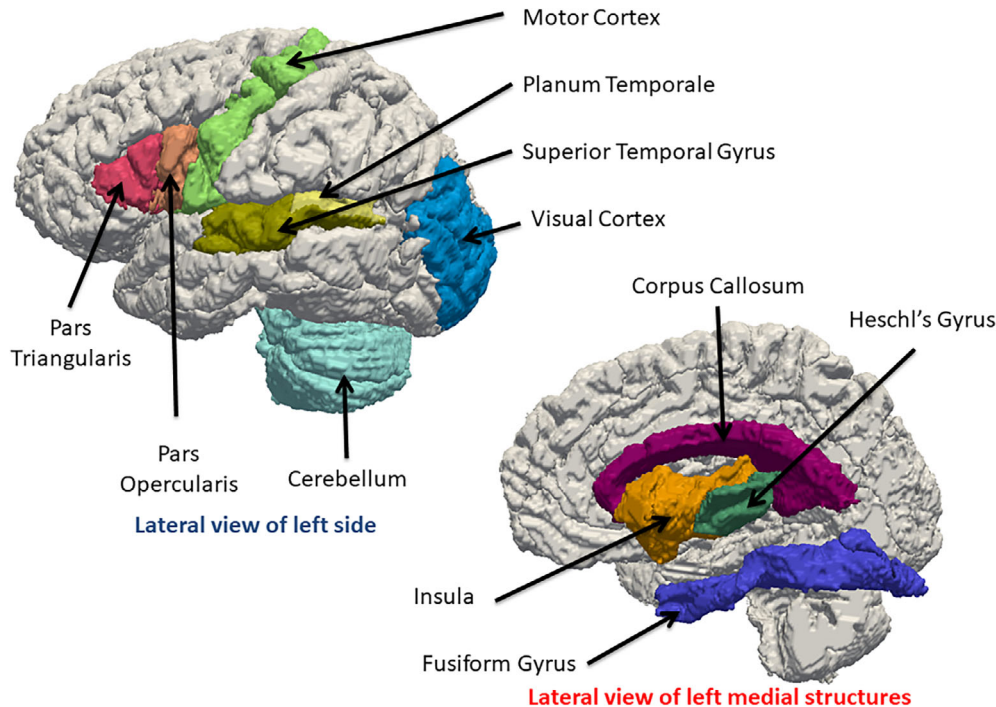 Motor Cortex
Planum Temporale
Superior Temporal Gyrus
Visual Cortex
Pars
Triangularis
Pars
Opercularis
Cerebellum
Lateral view of left side
Corpus Callosum
Heschl's Gyrus
Insula
Fusiform Gyrus
Lateral view of left medial structures